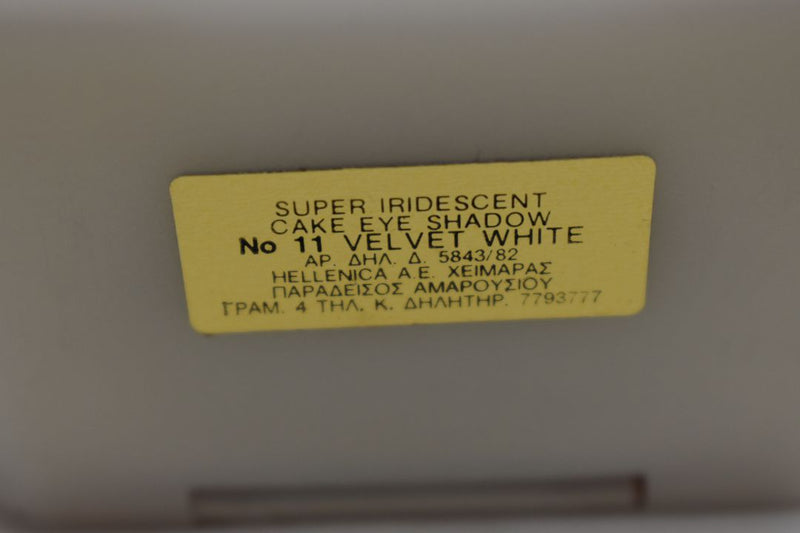 SUPER IRIDESCENT
CAKE EYE SHADOW
No 11 VELVET WHITE
ΑΡ. ΔΗΛ. Δ. 5843/82
HELLENICA A.E. ΧΕΙΜΑΡΑΣ
ΠΑΡΑΔΕΙΣΟΣ ΑΜΑΡΟΥΣΙΟΥ
ΓΡΑΜ. 4 ΤΗΛ. Κ. ΔΗΛΗΤΗΡ. 7793777